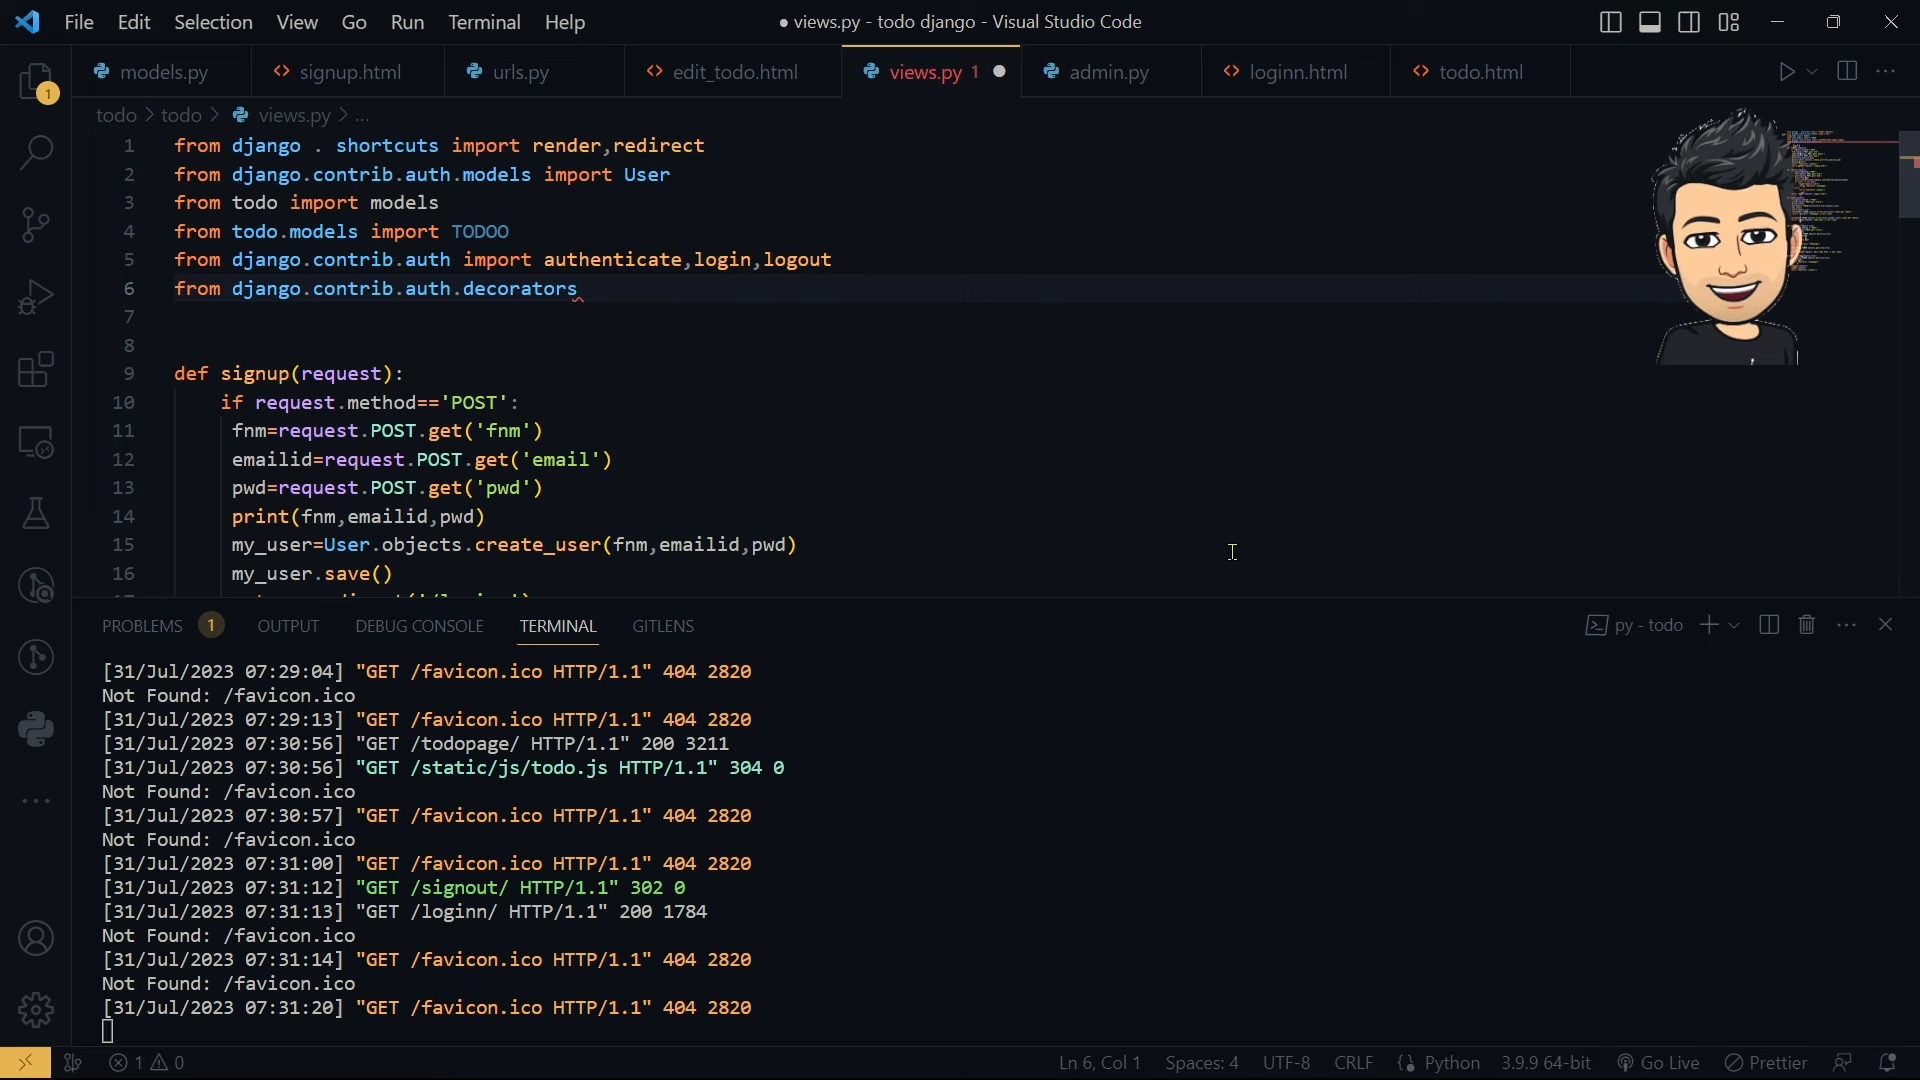 File Edit Selection View Go Run Terminal Help ● views.py - todo django - Visual Studio Code
models.py signup.html urls.py edit_todo.html views.py 1 admin.py loginn.html todo.html
1
todo > todo > views.py > ...
1 from django . shortcuts import render,redirect
2 from django.contrib.auth.models import User
3 from todo import models
4 from todo.models import TODOO
5 from django.contrib.auth import authenticate,login,logout
6 from django.contrib.auth.decorators
7
8
9 def signup(request):
10 if request.method=='POST':
11 fnm=request.POST.get('fnm')
12 emailid=request.POST.get('email')
13 pwd=request.POST.get('pwd')
14 print(fnm,emailid,pwd)
15 my_user=User.objects.create_user(fnm,emailid,pwd)
16 my_user.save()
PROBLEMS 1 OUTPUT DEBUG CONSOLE TERMINAL GITLENS py - todo
[31/Jul/2023 07:29:04] "GET /favicon.ico HTTP/1.1" 404 2820
Not Found: /favicon.ico
[31/Jul/2023 07:29:13] "GET /favicon.ico HTTP/1.1" 404 2820
[31/Jul/2023 07:30:56] "GET /todopage/ HTTP/1.1" 200 3211
[31/Jul/2023 07:30:56] "GET /static/js/todo.js HTTP/1.1" 304 0
Not Found: /favicon.ico
[31/Jul/2023 07:30:57] "GET /favicon.ico HTTP/1.1" 404 2820
Not Found: /favicon.ico
[31/Jul/2023 07:31:00] "GET /favicon.ico HTTP/1.1" 404 2820
[31/Jul/2023 07:31:12] "GET /signout/ HTTP/1.1" 302 0
[31/Jul/2023 07:31:13] "GET /loginn/ HTTP/1.1" 200 1784
Not Found: /favicon.ico
[31/Jul/2023 07:31:14] "GET /favicon.ico HTTP/1.1" 404 2820
Not Found: /favicon.ico
[31/Jul/2023 07:31:20] "GET /favicon.ico HTTP/1.1" 404 2820
1 0 Ln 6, Col 1 Spaces: 4 UTF-8 CRLF Python 3.9.9 64-bit Go Live Prettier